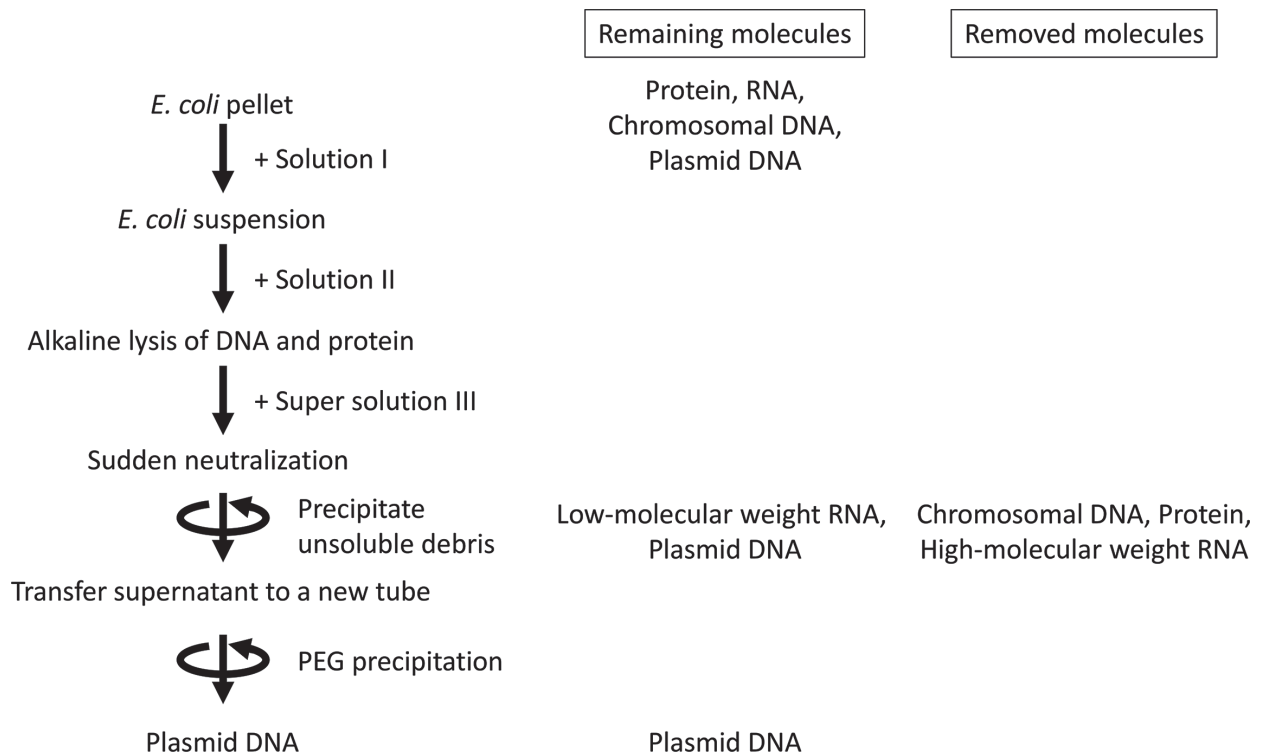 Remaining molecules
Removed molecules
E. coli pellet
Protein, RNA,
Chromosomal DNA,
Plasmid DNA
+ Solution I
E. coli suspension
+ Solution II
Alkaline lysis of DNA and protein
+ Super solution III
Sudden neutralization
Precipitate
unsoluble debris
Low-molecular weight RNA,
Plasmid DNA
Chromosomal DNA, Protein,
High-molecular weight RNA
Transfer supernatant to a new tube
PEG precipitation
Plasmid DNA
Plasmid DNA